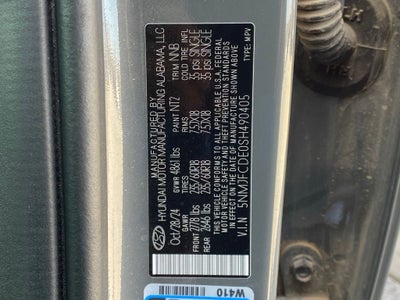 MANUFACTURED BY
HYUNDAI MOTOR MANUFACTURING ALABAMA, LLC
Oct/28/24 PAINT NT2 TRIM NNB
GVWR 4861 lbs
GAWR TIRES RIMS COLD TIRE INFL
FRONT 2778 lbs 235/60R18 7.5JX18 35 psi SINGLE
REAR 2646 lbs 235/60R18 7.5JX18 35 psi SINGLE
THIS VEHICLE CONFORMS TO ALL APPLICABLE U.S.A. FEDERAL
MOTOR VEHICLE SAFETY AND THEFT PREVENTION STANDARDS IN
EFFECT ON THE DATE OF MANUFACTURE SHOWN ABOVE.
V.I.N 5NMJFCDE0SH490405 TYPE: MPV
W410